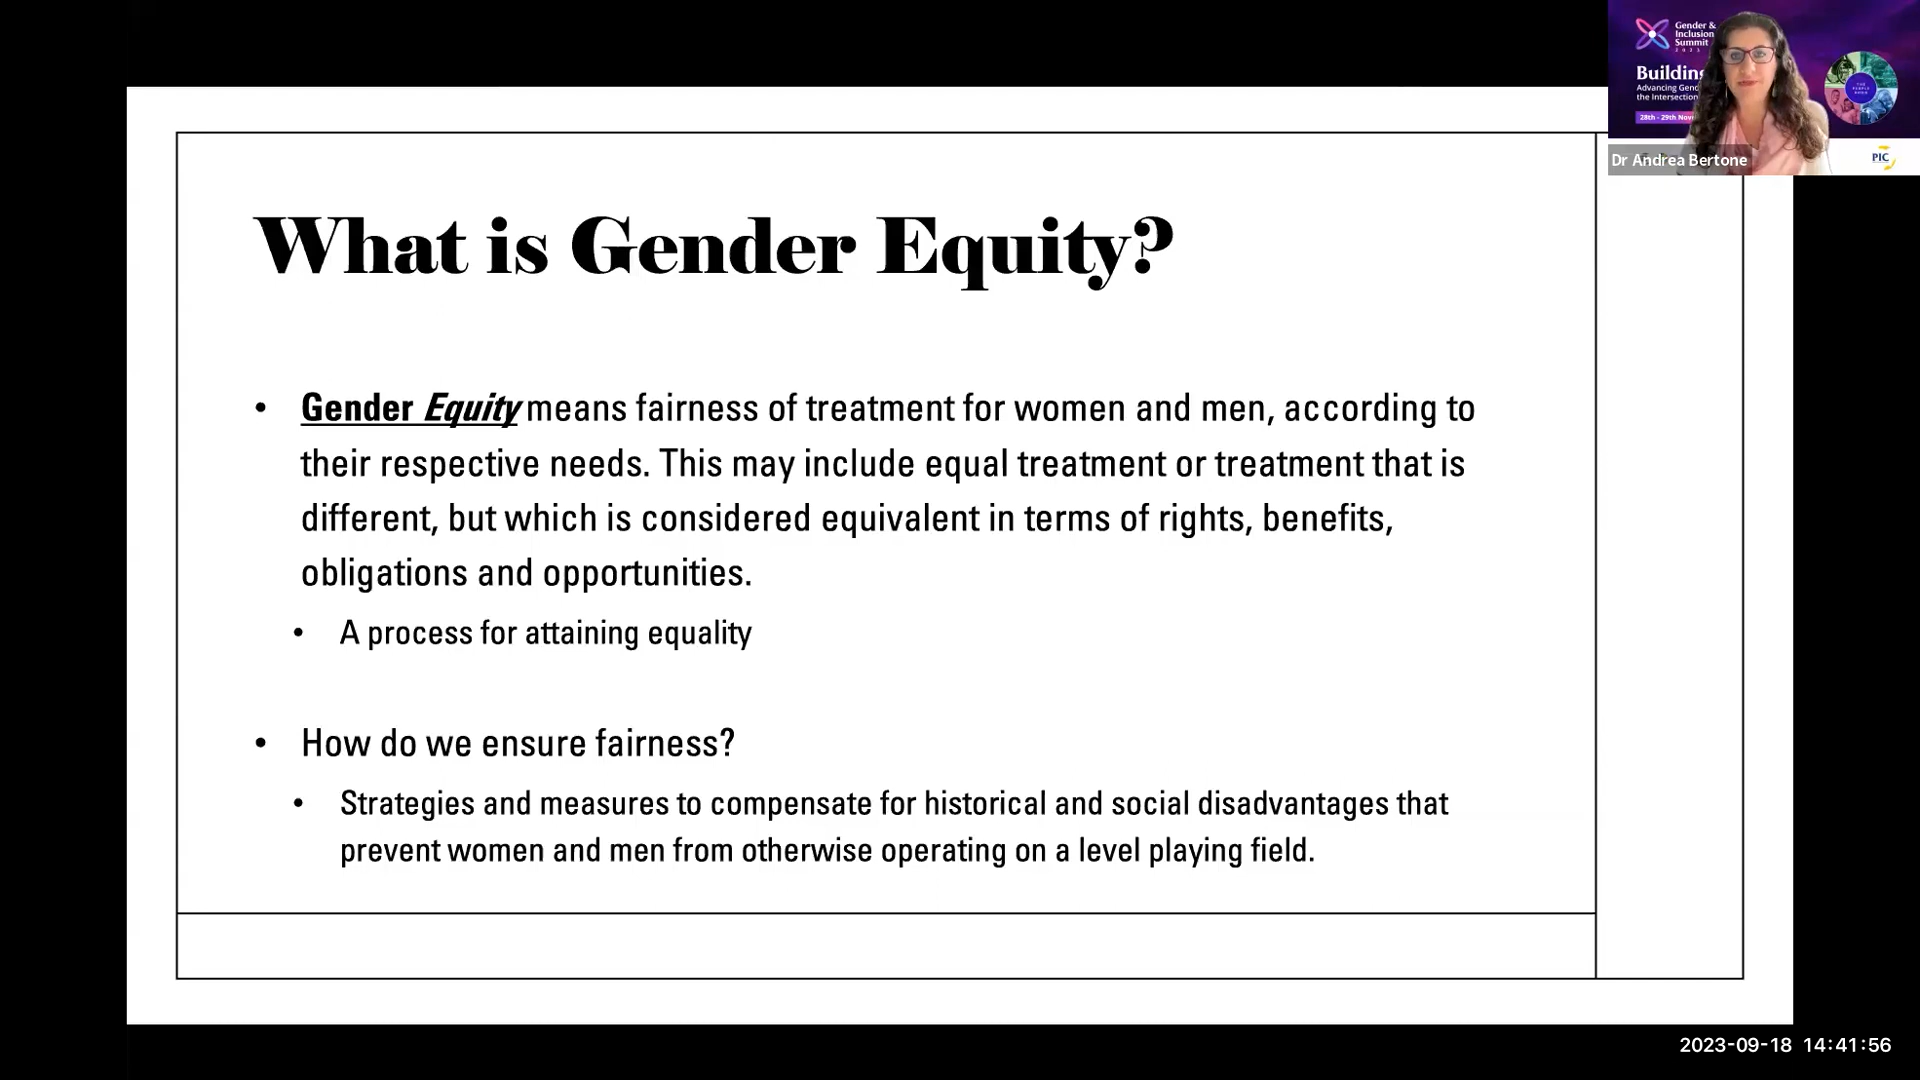 What is Gender Equity?
• Gender Equity means fairness of treatment for women and men, according to
their respective needs. This may include equal treatment or treatment that is
different, but which is considered equivalent in terms of rights, benefits,
obligations and opportunities.
• A process for attaining equality
• How do we ensure fairness?
• Strategies and measures to compensate for historical and social disadvantages that
prevent women and men from otherwise operating on a level playing field.
Gender &
Inclusion
Summit
2023
Building
Advancing
the Intersection
28th - 29th
Dr Andrea Bertone
PIC
2023-09-18 14:41:56